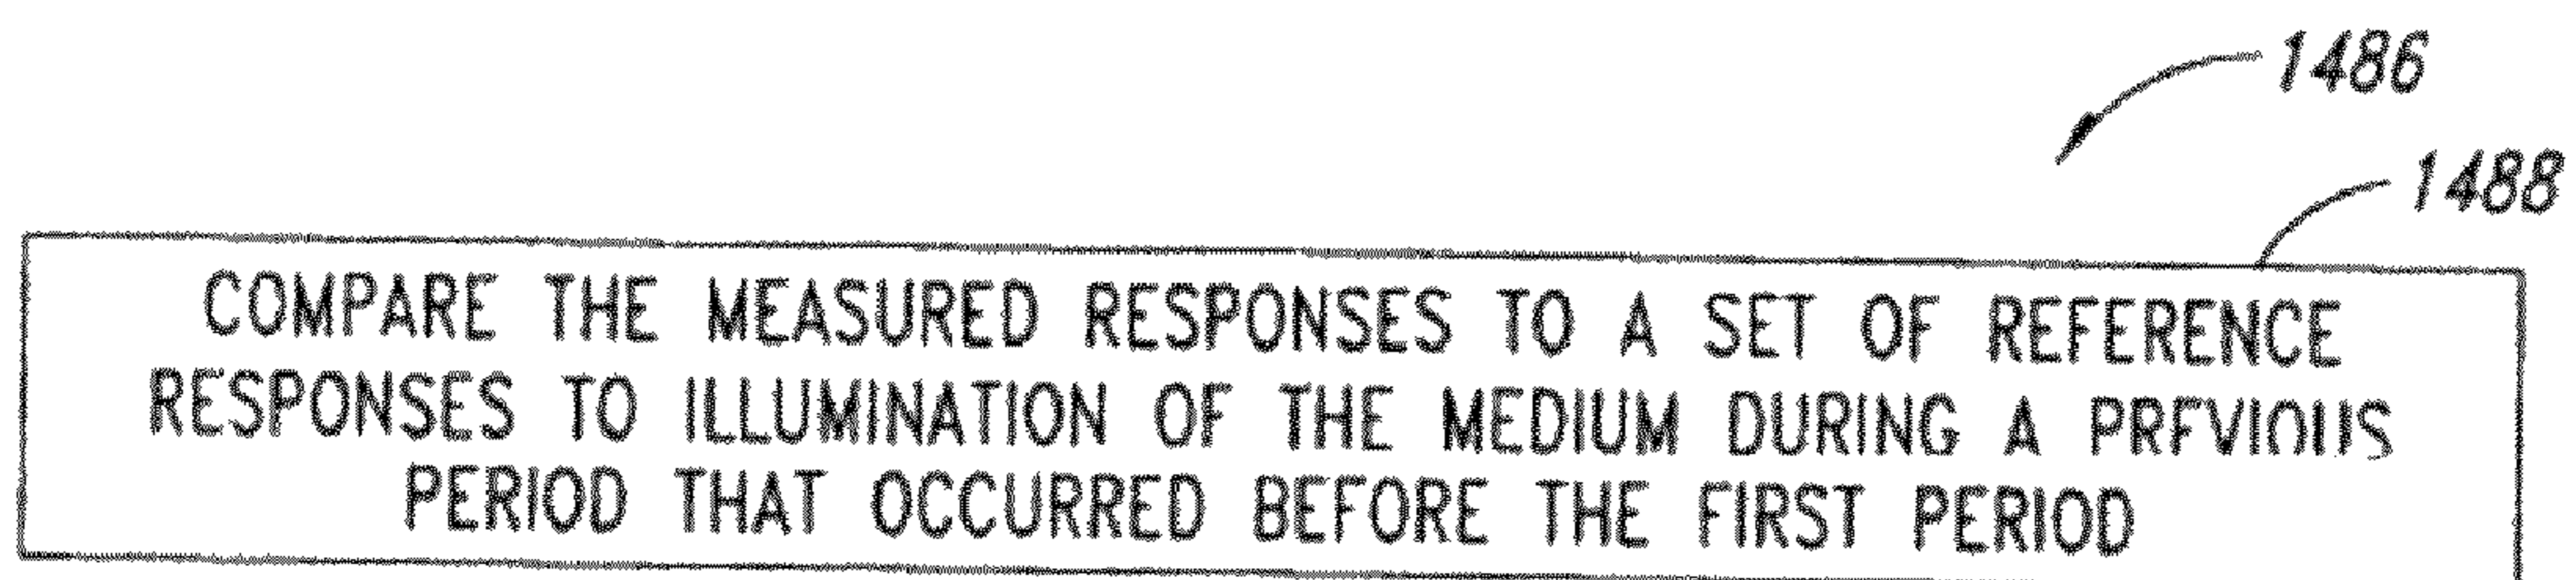 1486
1488
COMPARE THE MEASURED RESPONSES TO A SET OF REFERENCE
RESPONSES TO ILLUMINATION OF THE MEDIUM DURING A PREVIOUS
PERIOD THAT OCCURRED BEFORE THE FIRST PERIOD